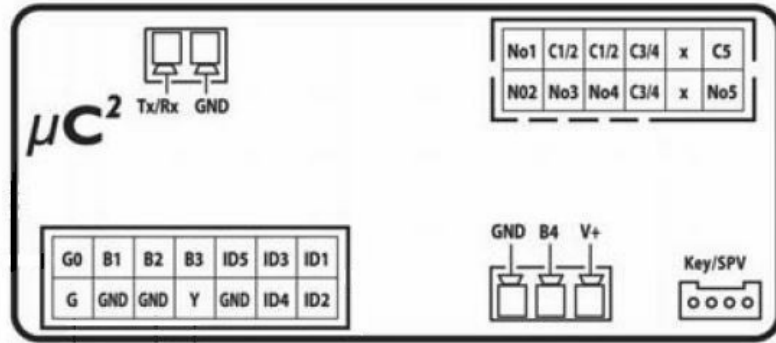 No1 C1/2 C1/2 C3/4 x C5
N02 No3 No4 C3/4 x No5
Tx/Rx GND
µC²
GND B4 V+
Key/SPV
G0 B1 B2 B3 ID5 ID3 ID1
G GND GND Y GND ID4 ID2